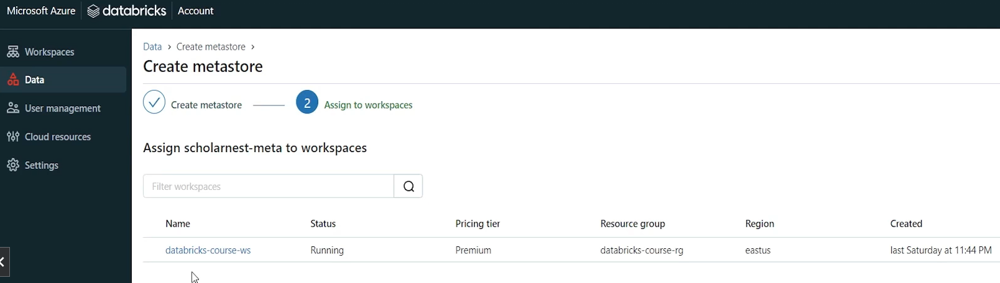 Microsoft Azure databricks Account
Workspaces
Data
User management
Cloud resources
Settings
Data › Create metastore ›
Create metastore
Create metastore 2 Assign to workspaces
Assign scholarnest-meta to workspaces
Filter workspaces
Name Status Pricing tier Resource group Region Created
databricks-course-ws Running Premium databricks-course-rg eastus last Saturday at 11:44 PM